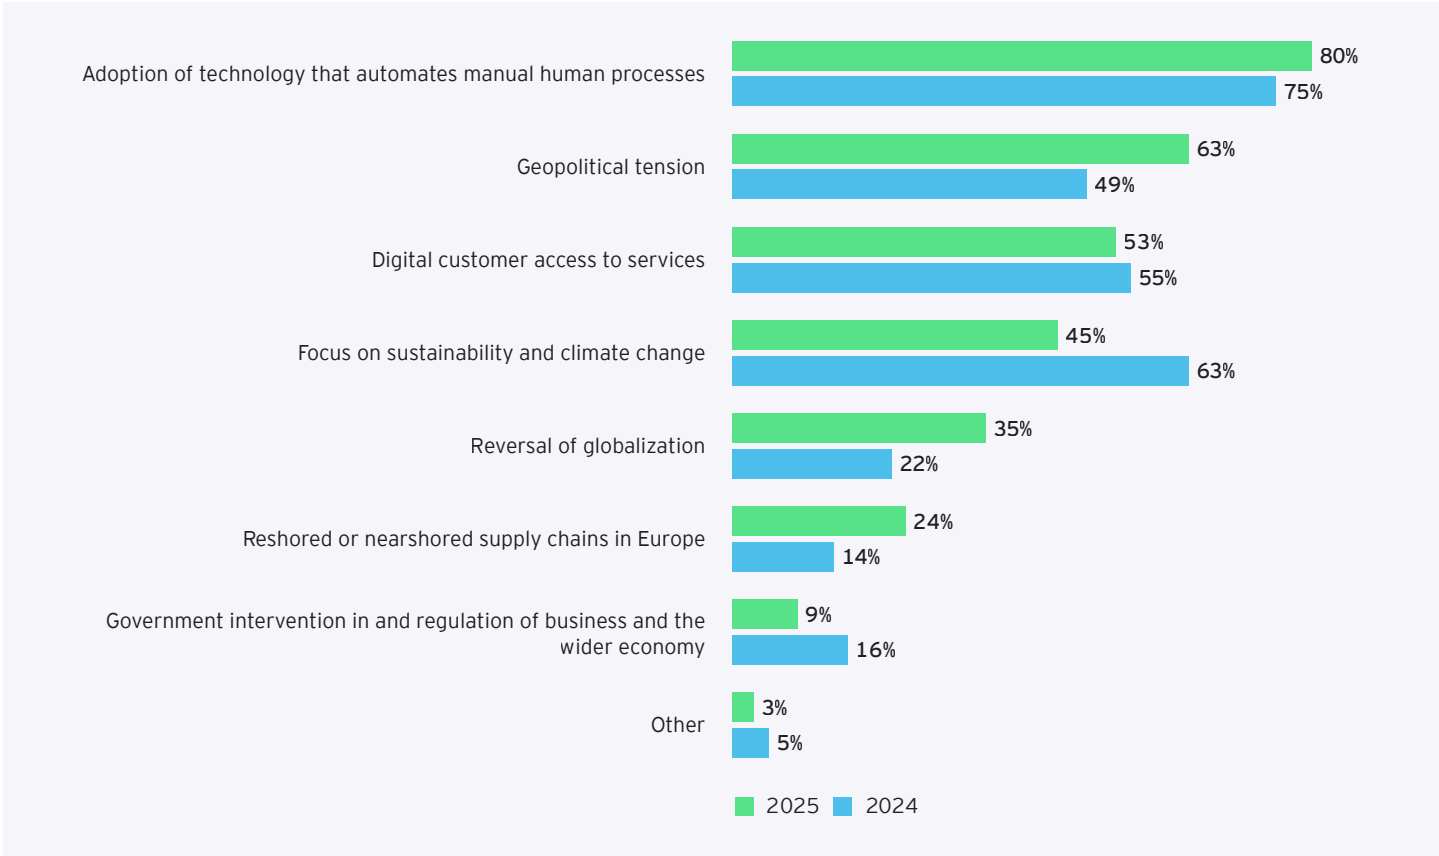 Adoption of technology that automates manual human processes
80%
75%
Geopolitical tension
63%
49%
Digital customer access to services
53%
55%
Focus on sustainability and climate change
45%
63%
Reversal of globalization
35%
22%
Reshored or nearshored supply chains in Europe
24%
14%
Government intervention in and regulation of business and the
wider economy
9%
16%
Other
3%
5%
2025 2024